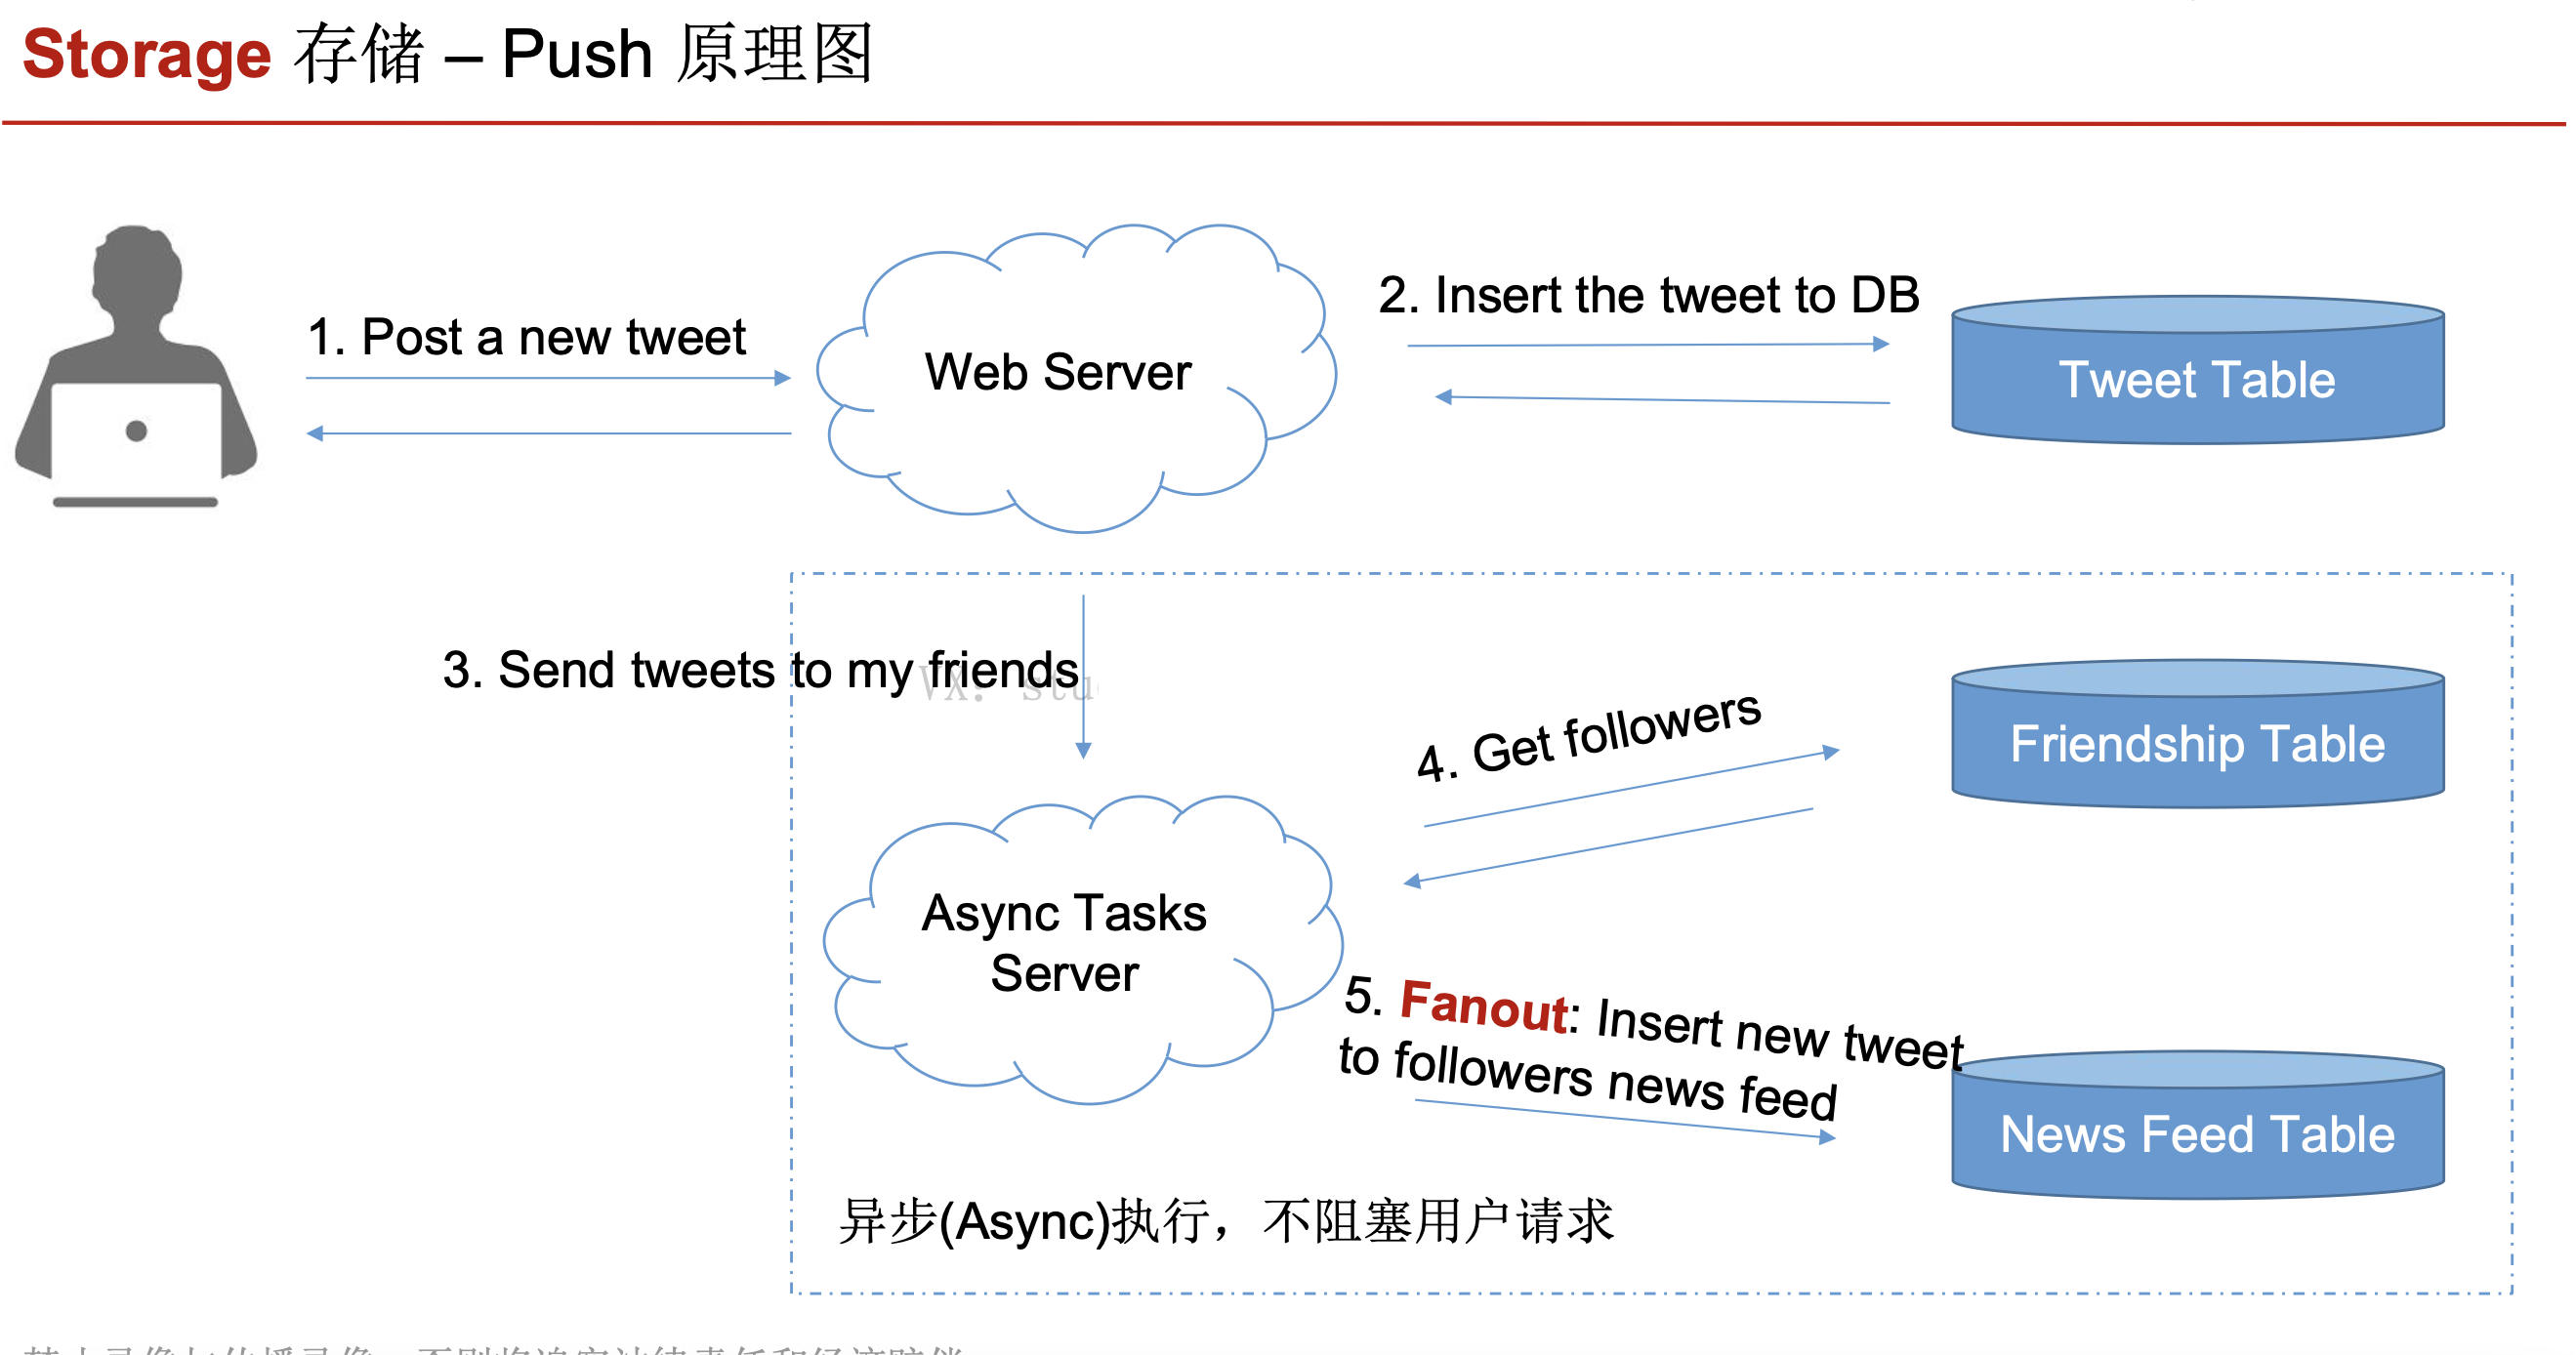 Storage 存储 – Push 原理图
1. Post a new tweet
Web Server
2. Insert the tweet to DB
Tweet Table
3. Send tweets to my friends
VX: stu
4. Get followers
Friendship Table
Async Tasks
Server
5. Fanout: Insert new tweet
to followers news feed
News Feed Table
异步(Async)执行，不阻塞用户请求